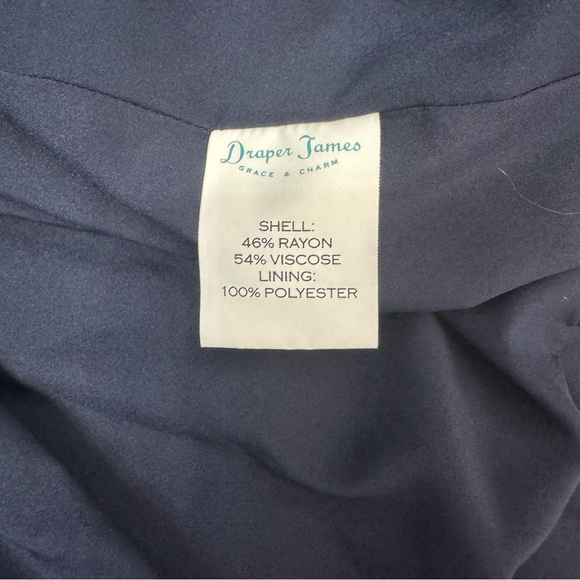 Draper James
GRACE & CHARM
SHELL:
46% RAYON
54% VISCOSE
LINING:
100% POLYESTER